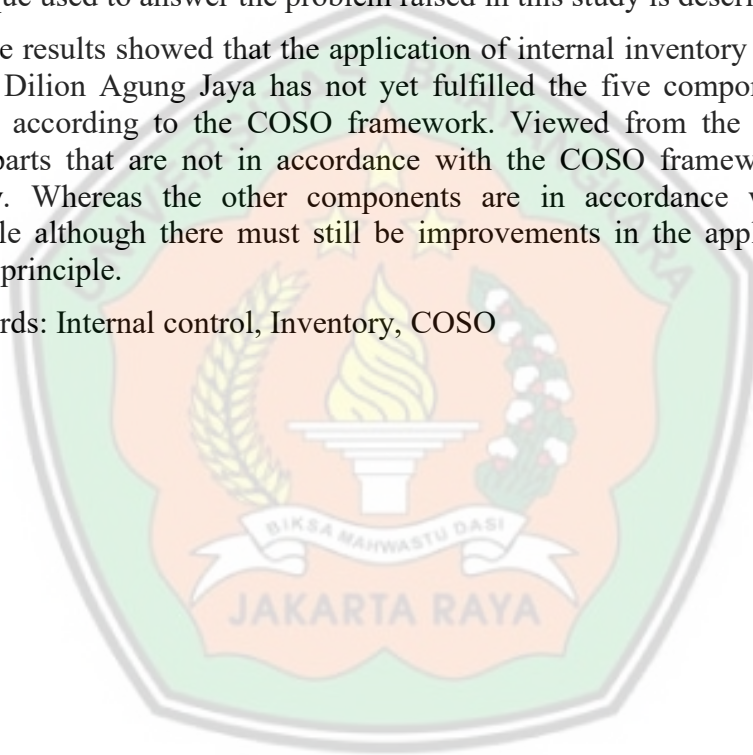 que used to answer the problem raised in this study is descri
e results showed that the application of internal inventory
Dilion Agung Jaya has not yet fulfilled the five compon
according to the COSO framework. Viewed from the
parts that are not in accordance with the COSO framew
y. Whereas the other components are in accordance w
le although there must still be improvements in the appl
principle.
rds: Internal control, Inventory, COSO
BIKSA MAHWASTU DASI
JAKARTA RAYA